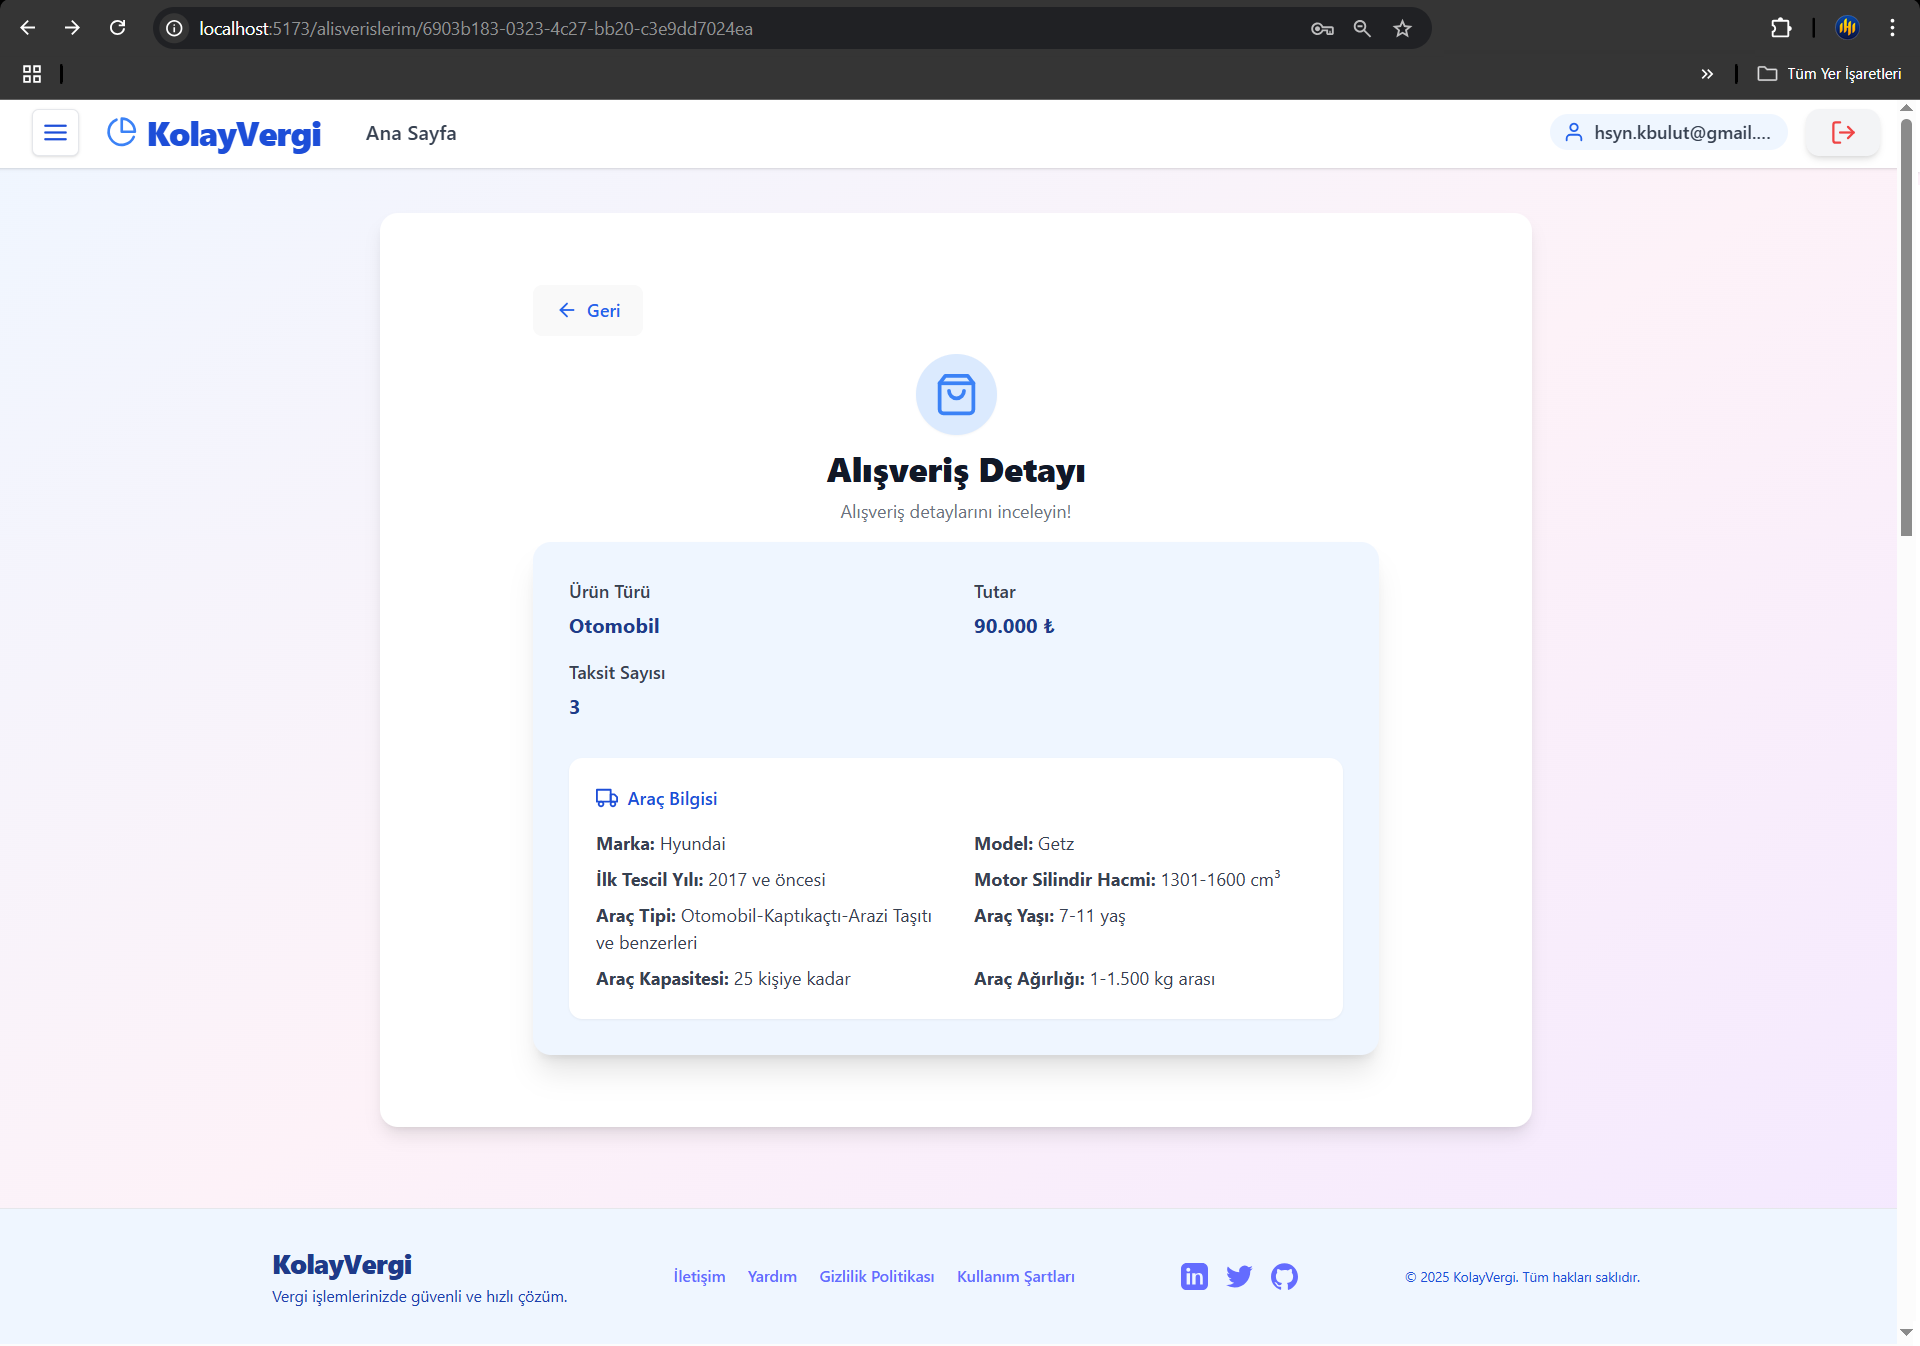 localhost:5173/alisverislerim/6903b183-0323-4c27-bb20-c3e9dd7024ea
Tüm Yer İşaretleri
KolayVergi
Ana Sayfa
hsyn.kbulut@gmail....
Geri
Alışveriş Detayı
Alışveriş detaylarını inceleyin!
Ürün Türü
Otomobil
Tutar
90.000 ₺
Taksit Sayısı
3
Araç Bilgisi
Marka: Hyundai
Model: Getz
İlk Tescil Yılı: 2017 ve öncesi
Motor Silindir Hacmi: 1301-1600 cm³
Araç Tipi: Otomobil-Kaptıkaçtı-Arazi Taşıtı
ve benzerleri
Araç Yaşı: 7-11 yaş
Araç Kapasitesi: 25 kişiye kadar
Araç Ağırlığı: 1-1.500 kg arası
KolayVergi
Vergi işlemlerinizde güvenli ve hızlı çözüm.
İletişim
Yardım
Gizlilik Politikası
Kullanım Şartları
in
© 2025 KolayVergi. Tüm hakları saklıdır.